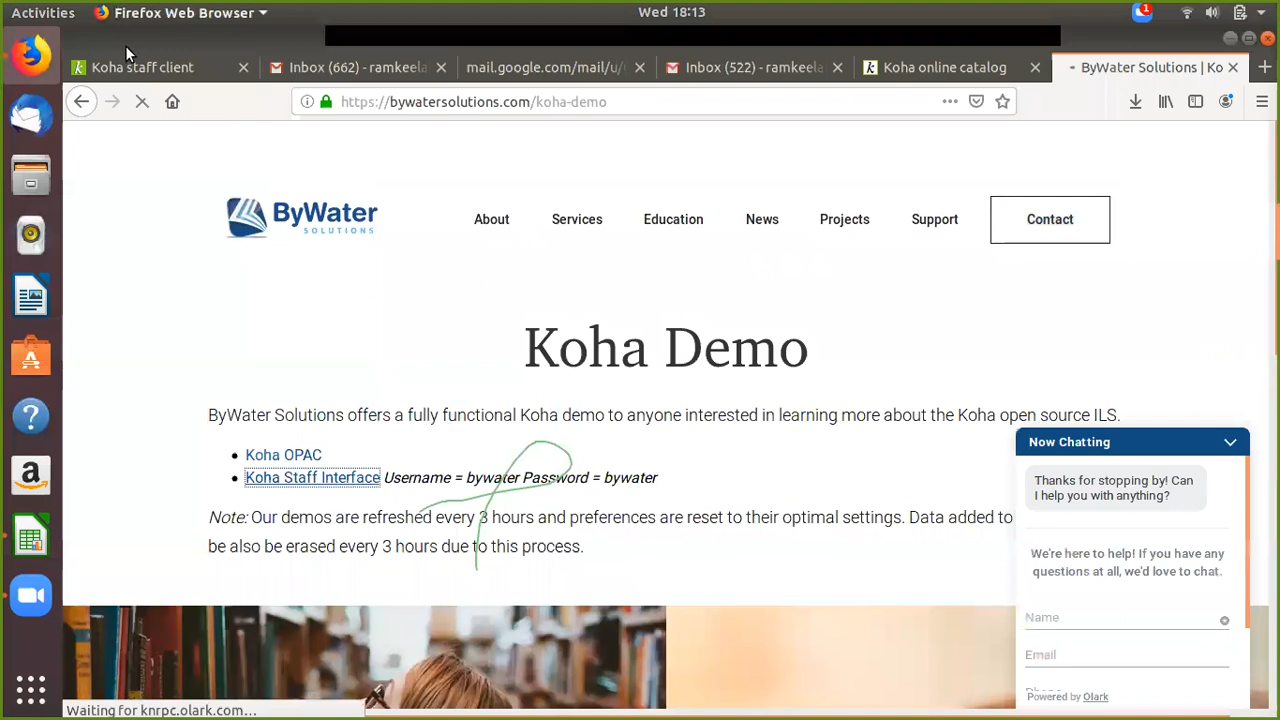 Activities Firefox Web Browser Wed 18:13 1
Koha staff client Inbox (662) - ramkeela mail.google.com/mail/u/ Inbox (522) - ramkeela Koha online catalog ByWater Solutions | Ko
https://bywatersolutions.com/koha-demo
ByWater
SOLUTIONS
About Services Education News Projects Support Contact
Koha Demo
ByWater Solutions offers a fully functional Koha demo to anyone interested in learning more about the Koha open source ILS.
Koha OPAC
Koha Staff Interface Username = bywater Password = bywater
Note: Our demos are refreshed every 3 hours and preferences are reset to their optimal settings. Data added to
be also be erased every 3 hours due to this process.
Now Chatting
Thanks for stopping by! Can
I help you with anything?
We're here to help! If you have any
questions at all, we'd love to chat.
Name
Email
Powered by Olark
Waiting for knrpc.olark.com...